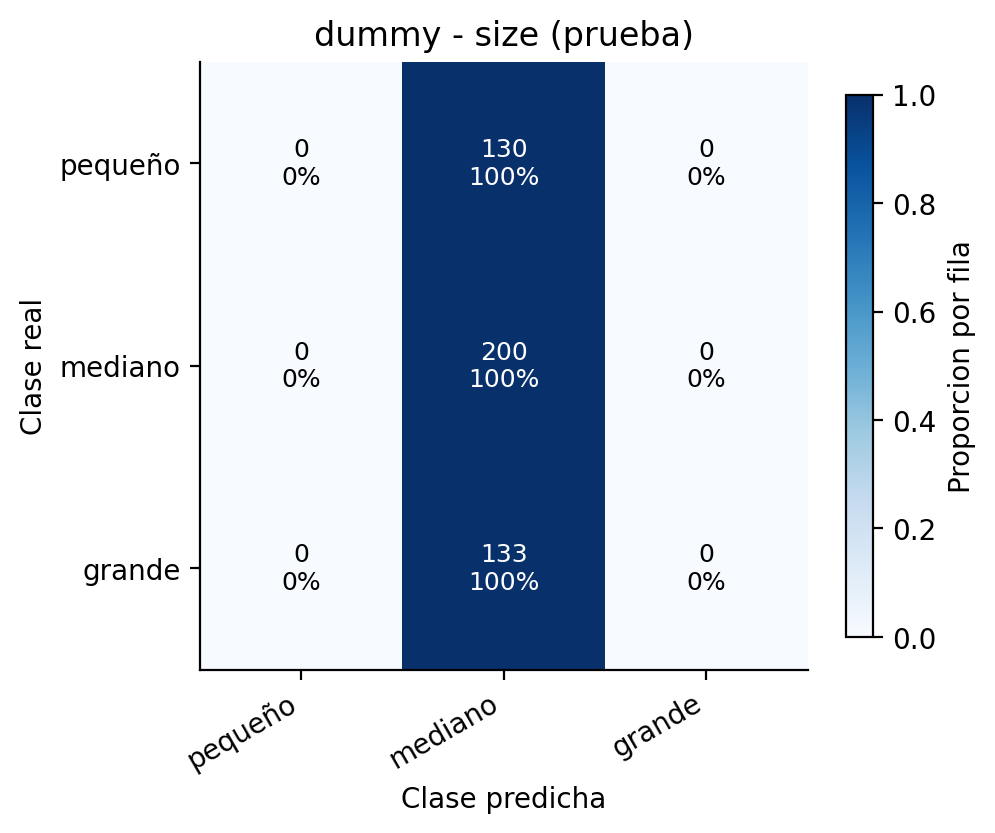 dummy - size (prueba)
pequeño
mediano
grande
Clase real
0
0%
130
100%
0
0%
0
0%
200
100%
0
0%
0
0%
133
100%
0
0%
pequeño
mediano
grande
Clase predicha
1.0
0.8
0.6
0.4
0.2
0.0
Proporcion por fila